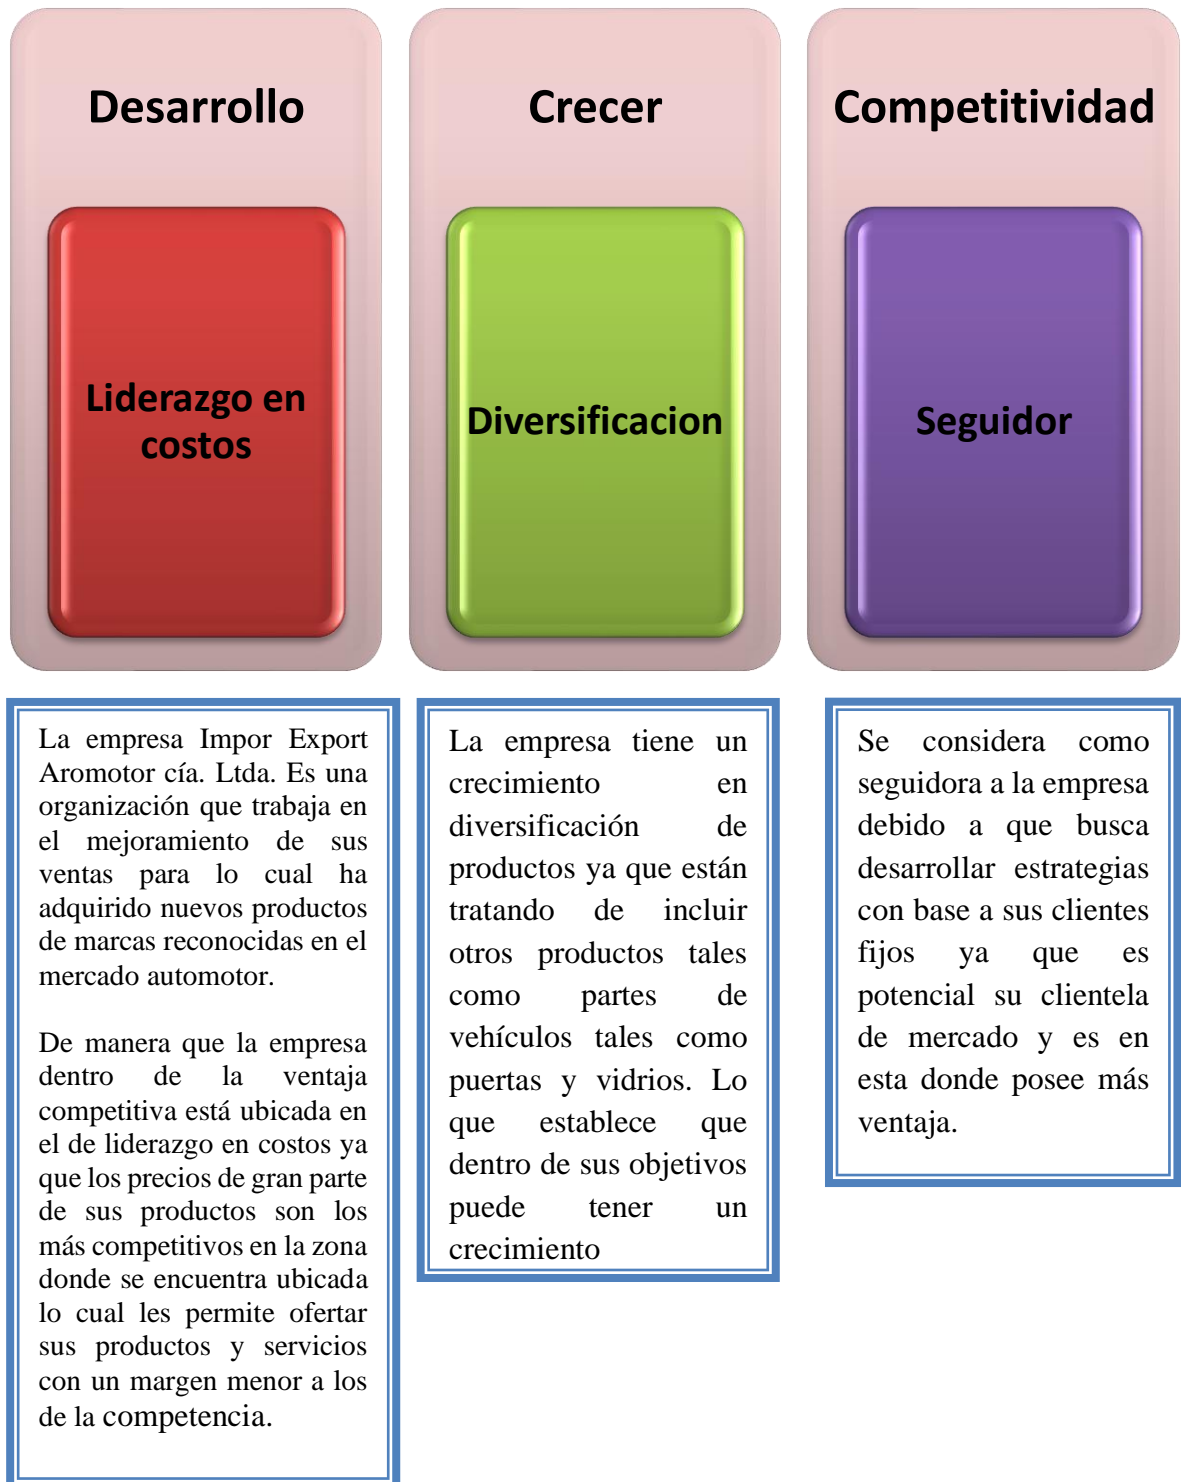 Desarrollo
Liderazgo en
costos
Crecer
Diversificacion
Competitividad
Seguidor
La empresa Impor Export
Aromotor cía. Ltda. Es una
organización que trabaja en
el mejoramiento de sus
ventas para lo cual ha
adquirido nuevos productos
de marcas reconocidas en el
mercado automotor.
De manera que la empresa
dentro de la ventaja
competitiva está ubicada en
el de liderazgo en costos ya
que los precios de gran parte
de sus productos son los
más competitivos en la zona
donde se encuentra ubicada
lo cual les permite ofertar
sus productos y servicios
con un margen menor a los
de la competencia.
La empresa tiene un
crecimiento en
diversificación de
productos ya que están
tratando de incluir
otros productos tales
como partes de
vehículos tales como
puertas y vidrios. Lo
que establece que
dentro de sus objetivos
puede tener un
crecimiento
Se considera como
seguidora a la empresa
debido a que busca
desarrollar estrategias
con base a sus clientes
fijos ya que es
potencial su clientela
de mercado y es en
esta donde posee más
ventaja.